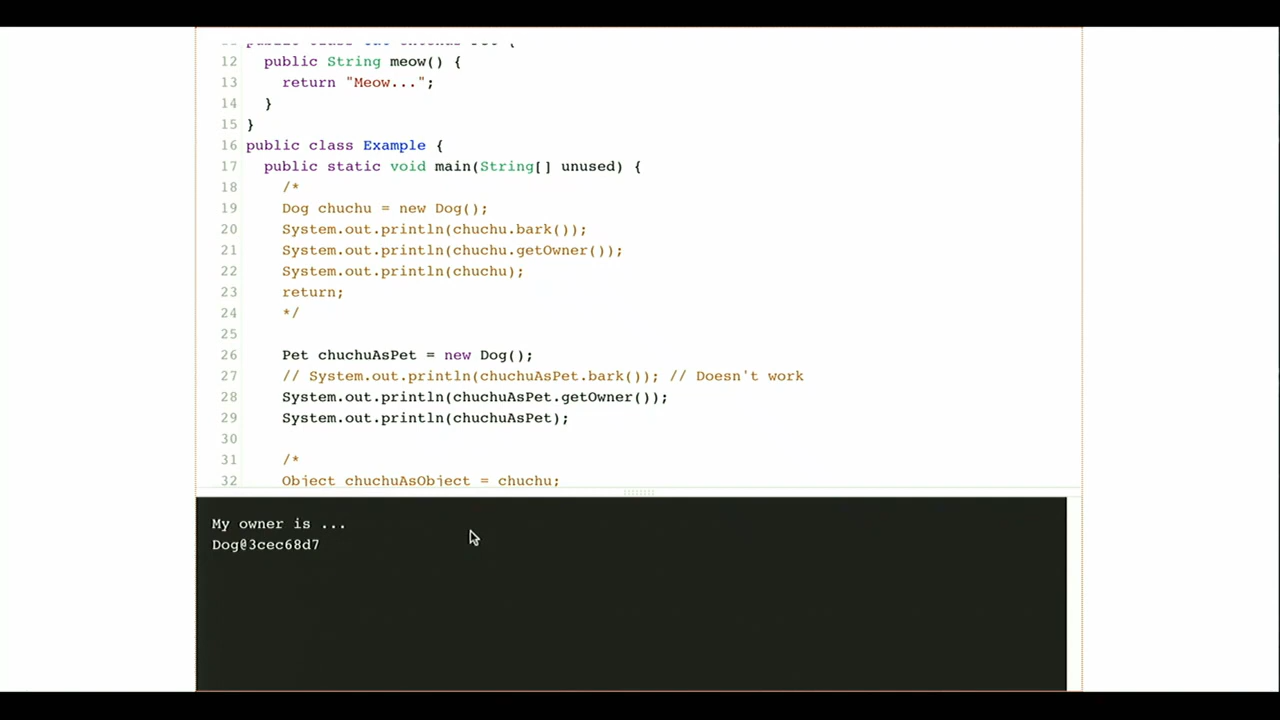 12 public String meow() {
13 return "Meow...";
14 }
15 }
16 public class Example {
17 public static void main(String[] unused) {
18 /*
19 Dog chuchu = new Dog();
20 System.out.println(chuchu.bark());
21 System.out.println(chuchu.getOwner());
22 System.out.println(chuchu);
23 return;
24 */
25
26 Pet chuchuAsPet = new Dog();
27 // System.out.println(chuchuAsPet.bark()); // Doesn't work
28 System.out.println(chuchuAsPet.getOwner());
29 System.out.println(chuchuAsPet);
30
31 /*
32 Object chuchuAsObject = chuchu;
My owner is ...
Dog@3cec68d7